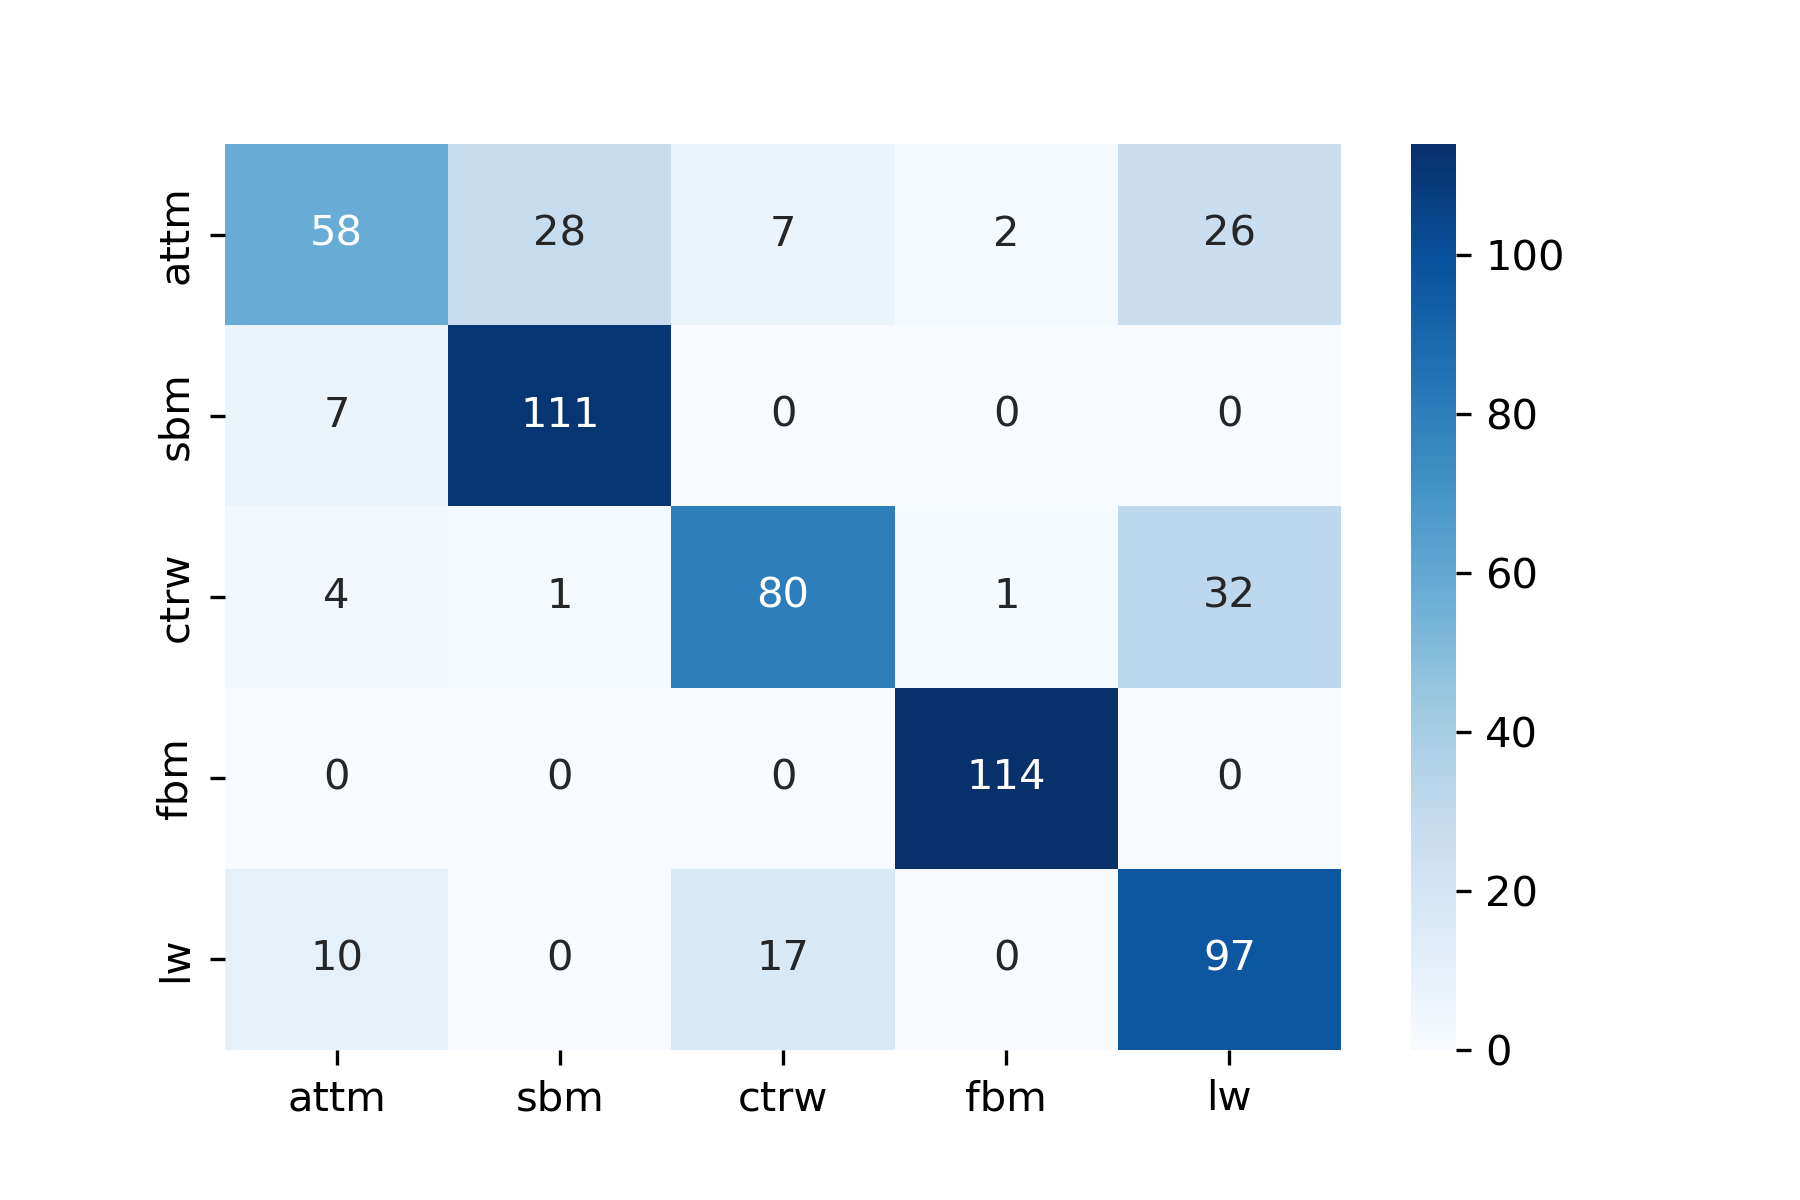 attm 58 28 7 2 26
sbm 7 111 0 0 0
ctrw 4 1 80 1 32
fbm 0 0 0 114 0
lw 10 0 17 0 97
attm sbm ctrw fbm lw
100
80
60
40
20
0